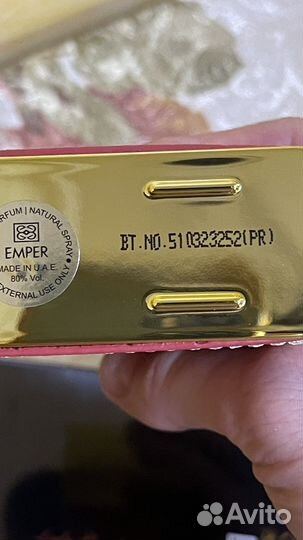 RFUM | NATURAL SPRAY
EMPER
MADE IN U.A.E.
80% Vol.
EXTERNAL USE ONLY
BT.NO.510323252(PR)
Avito